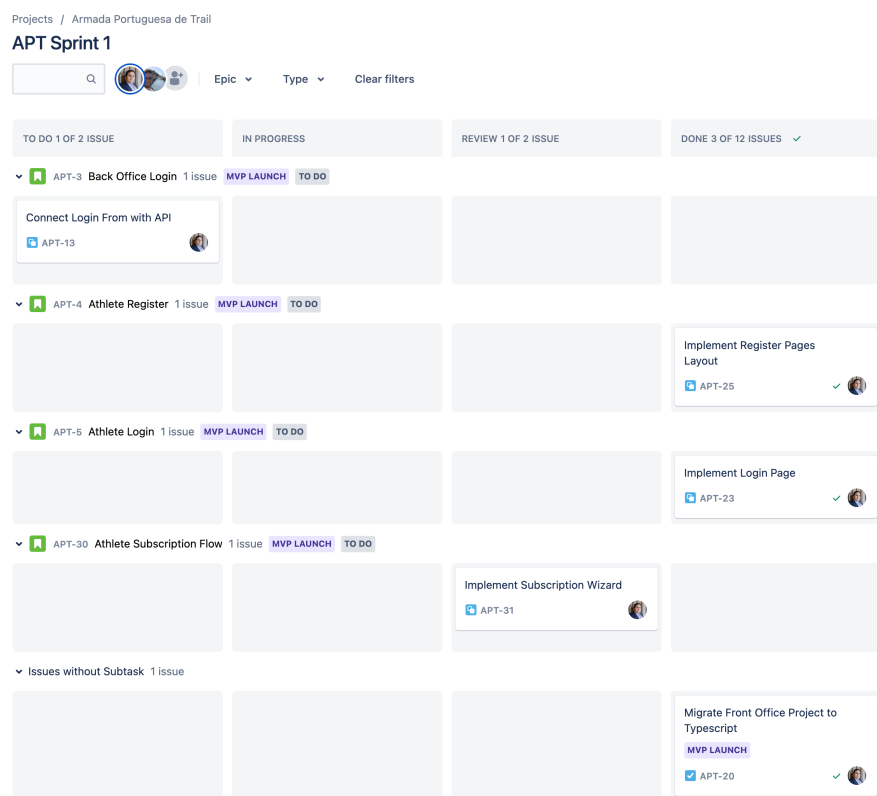 Projects / Armada Portuguesa de Trail
APT Sprint 1
Epic Type Clear filters
TO DO 1 OF 2 ISSUE IN PROGRESS REVIEW 1 OF 2 ISSUE DONE 3 OF 12 ISSUES
APT-3 Back Office Login 1 issue MVP LAUNCH TO DO
Connect Login From with API
APT-13
APT-4 Athlete Register 1 issue MVP LAUNCH TO DO
Implement Register Pages
Layout
APT-25
APT-5 Athlete Login 1 issue MVP LAUNCH TO DO
Implement Login Page
APT-23
APT-30 Athlete Subscription Flow 1 issue MVP LAUNCH TO DO
Implement Subscription Wizard
APT-31
Issues without Subtask 1 issue
Migrate Front Office Project to
Typescript
MVP LAUNCH
APT-20